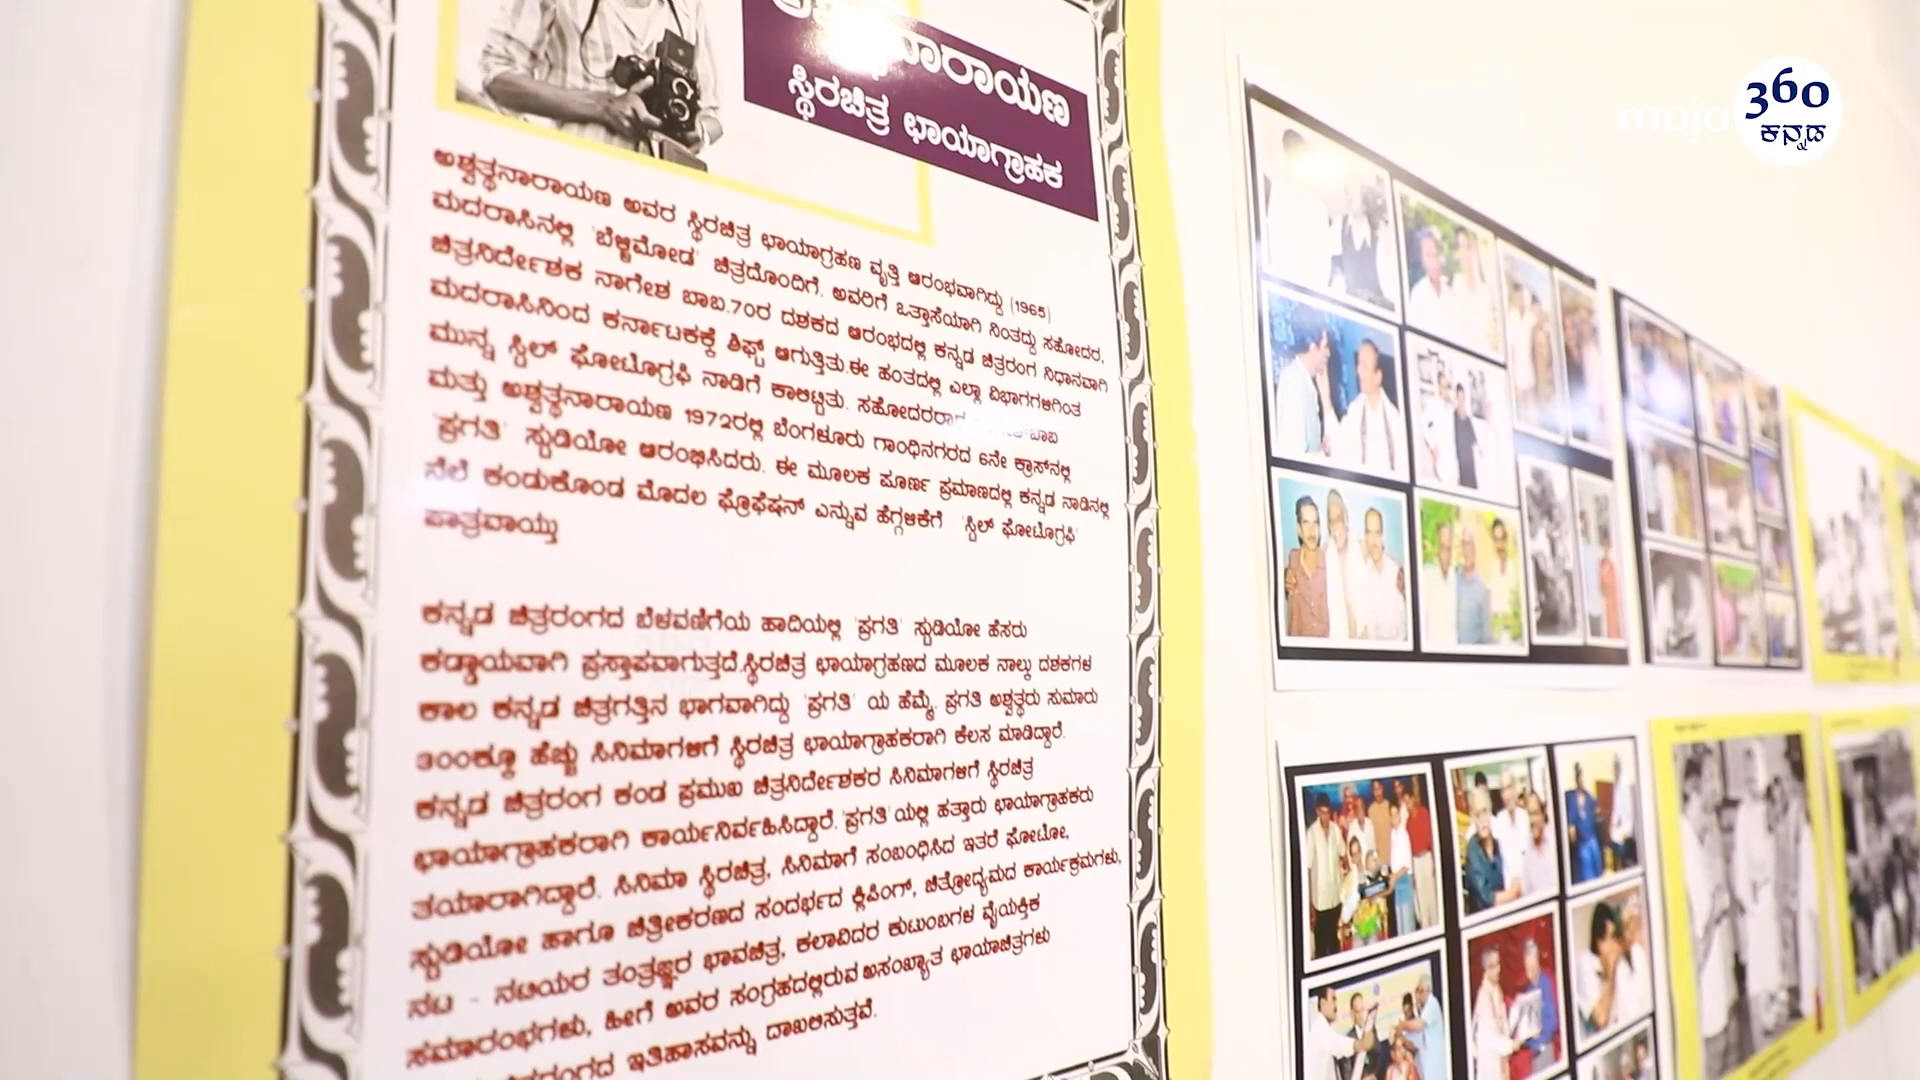 ಸ್ಥಿರಚಿತ್ರ ಛಾಯಾಗ್ರಾಹಕ
ಅಶ್ವತ್ಥನಾರಾಯಣ ಅವರ ಸ್ಥಿರಚಿತ್ರ ಛಾಯಾಗ್ರಹಣ ವೃತ್ತಿ ಆರಂಭವಾಗಿದ್ದು (1965)
ಮದರಾಸಿನಲ್ಲಿ 'ಬೆಳ್ಳಿಮೋಡ' ಚಿತ್ರದೊಂದಿಗೆ. ಅವರಿಗೆ ಒತ್ತಾಸೆಯಾಗಿ ನಿಂತದ್ದು ಸಹೋದರ,
ಚಿತ್ರನಿರ್ದೇಶಕ ನಾಗೇಶ ಬಾಬ.70ರ ದಶಕದ ಆರಂಭದಲ್ಲಿ ಕನ್ನಡ ಚಿತ್ರರಂಗ ನಿಧಾನವಾಗಿ
ಮದರಾಸಿನಿಂದ ಕರ್ನಾಟಕಕ್ಕೆ ಶಿಫ್ಟ್ ಆಗುತ್ತಿತ್ತು.ಈ ಹಂತದಲ್ಲಿ ಎಲ್ಲಾ ವಿಭಾಗಗಳಿಗಿಂತ
ಮುನ್ನ ಸ್ಟಿಲ್ ಫೋಟೊಗ್ರಫಿ ನಾಡಿಗೆ ಕಾಲಿಟ್ಟಿತು. ಸಹೋದರರಾದ
ಮತ್ತು ಅಶ್ವತ್ಥನಾರಾಯಣ 1972ರಲ್ಲಿ ಬೆಂಗಳೂರು ಗಾಂಧಿನಗರದ 6ನೇ ಕ್ರಾಸ್‌ನಲ್ಲಿ
'ಪ್ರಗತಿ' ಸ್ಟುಡಿಯೋ ಆರಂಭಿಸಿದರು. ಈ ಮೂಲಕ ಪೂರ್ಣ ಪ್ರಮಾಣದಲ್ಲಿ ಕನ್ನಡ ನಾಡಿನಲ್ಲಿ
ನೆಲೆ ಕಂಡುಕೊಂಡ ಮೊದಲ ಫ್ರೊಫೆಷನ್ ಎನ್ನುವ ಹೆಗ್ಗಳಿಕೆಗೆ 'ಸ್ಟಿಲ್ ಫೋಟೊಗ್ರಫಿ'
ಪಾತ್ರವಾಯ್ತು
ಕನ್ನಡ ಚಿತ್ರರಂಗದ ಬೆಳವಣಿಗೆಯ ಹಾದಿಯಲ್ಲಿ 'ಪ್ರಗತಿ' ಸ್ಟುಡಿಯೋ ಹೆಸರು
ಕಡ್ಡಾಯವಾಗಿ ಪ್ರಸ್ತಾಪವಾಗುತ್ತದೆ.ಸ್ಥಿರಚಿತ್ರ ಛಾಯಾಗ್ರಹಣದ ಮೂಲಕ ನಾಲ್ಕು ದಶಕಗಳ
ಕಾಲ ಕನ್ನಡ ಚಿತ್ರಗತ್ತಿನ ಭಾಗವಾಗಿದ್ದು 'ಪ್ರಗತಿ' ಯ ಹೆಮ್ಮೆ. ಪ್ರಗತಿ ಅಶ್ವತ್ಥರು ಸುಮಾರು
೩೦೦ಕ್ಕೂ ಹೆಚ್ಚು ಸಿನಿಮಾಗಳಿಗೆ ಸ್ಥಿರಚಿತ್ರ ಛಾಯಾಗ್ರಾಹಕರಾಗಿ ಕೆಲಸ ಮಾಡಿದ್ದಾರೆ.
ಕನ್ನಡ ಚಿತ್ರರಂಗ ಕಂಡ ಪ್ರಮುಖ ಚಿತ್ರನಿರ್ದೇಶಕರ ಸಿನಿಮಾಗಳಿಗೆ ಸ್ಥಿರಚಿತ್ರ
ಛಾಯಾಗ್ರಾಹಕರಾಗಿ ಕಾರ್ಯನಿರ್ವಹಿಸಿದ್ದಾರೆ. 'ಪ್ರಗತಿ'ಯಲ್ಲಿ ಹತ್ತಾರು ಛಾಯಾಗ್ರಾಹಕರು
ತಯಾರಾಗಿದ್ದಾರೆ. ಸಿನಿಮಾ ಸ್ಥಿರಚಿತ್ರ, ಸಿನಿಮಾಗೆ ಸಂಬಂಧಿಸಿದ ಇತರೆ ಫೋಟೋ,
ಸ್ಟುಡಿಯೋ ಹಾಗೂ ಚಿತ್ರೀಕರಣದ ಸಂದರ್ಭದ ಕ್ಲಿಪಿಂಗ್, ಚಿತ್ರೋದ್ಯಮದ ಕಾರ್ಯಕ್ರಮಗಳು,
ನಟ - ನಟಿಯರ ತಂತ್ರಜ್ಞರ ಭಾವಚಿತ್ರ, ಕಲಾವಿದರ ಕುಟುಂಬಗಳ ವೈಯಕ್ತಿಕ
ಸಮಾರಂಭಗಳು, ಹೀಗೆ ಅವರ ಸಂಗ್ರಹದಲ್ಲಿರುವ ಅಸಂಖ್ಯಾತ ಛಾಯಾಚಿತ್ರಗಳು
ಇತಿಹಾಸವನ್ನು ದಾಖಲಿಸುತ್ತವೆ.
mojo 360
ಕನ್ನಡ